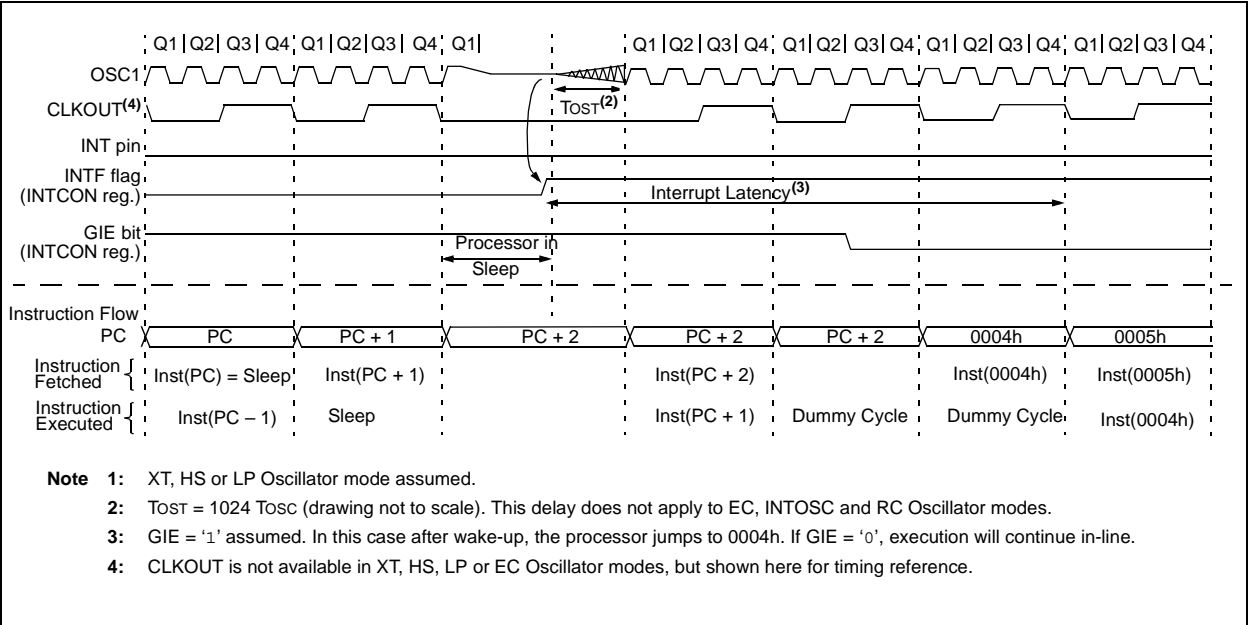 Q1 Q2 Q3 Q4 Q1 Q2 Q3 Q4 Q1 Q1 Q2 Q3 Q4 Q1 Q2 Q3 Q4 Q1 Q2 Q3 Q4 Q1 Q2 Q3 Q4
OSC1
CLKOUT(4)
TOST(2)
INT pin
INTF flag
(INTCON reg.)
Interrupt Latency(3)
GIE bit
(INTCON reg.)
Processor in
Sleep
Instruction Flow
PC PC PC + 1 PC + 2 PC + 2 PC + 2 0004h 0005h
Instruction
Fetched
Inst(PC) = Sleep Inst(PC + 1) Inst(PC + 2) Inst(0004h) Inst(0005h)
Instruction
Executed
Inst(PC – 1) Sleep Inst(PC + 1) Dummy Cycle Dummy Cycle Inst(0004h)
Note 1: XT, HS or LP Oscillator mode assumed.
2: TOST = 1024 TOSC (drawing not to scale). This delay does not apply to EC, INTOSC and RC Oscillator modes.
3: GIE = ‘1’ assumed. In this case after wake-up, the processor jumps to 0004h. If GIE = ‘0’, execution will continue in-line.
4: CLKOUT is not available in XT, HS, LP or EC Oscillator modes, but shown here for timing reference.